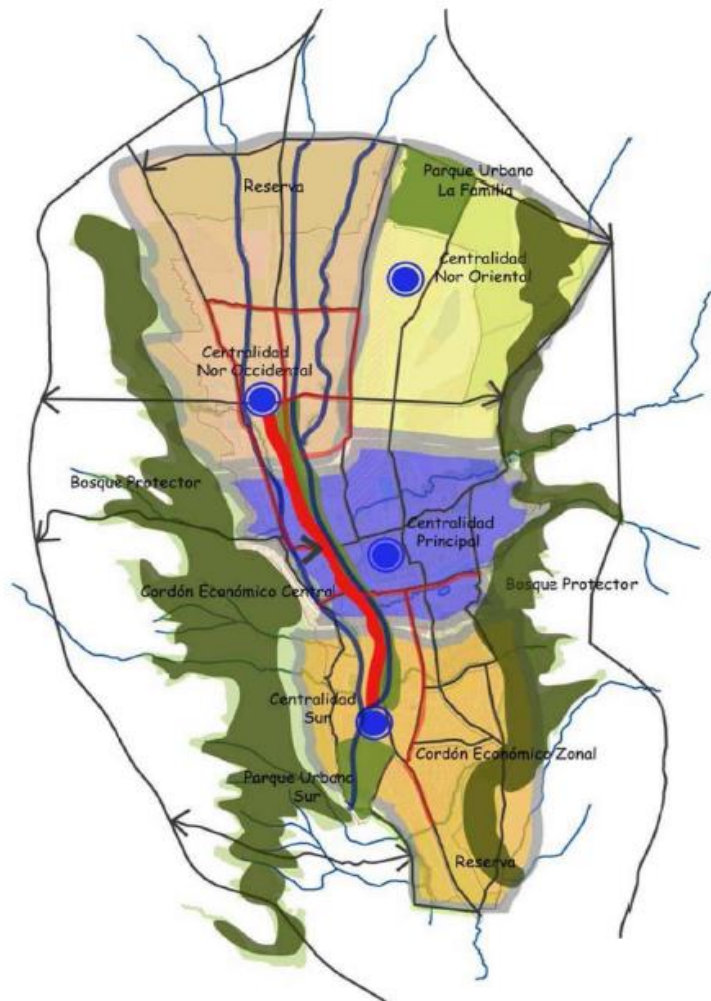 Parque Urbano
La Familia
Reserva
Centralidad
Nor Oriental
Centralidad
Nor Occidental
Bosque Protector
Centralidad
Principal
Cordón Económico Central
Bosque Protector
Centralidad
Sur
Cordón Económico Zonal
Parque Urbano
Sur
Reserva